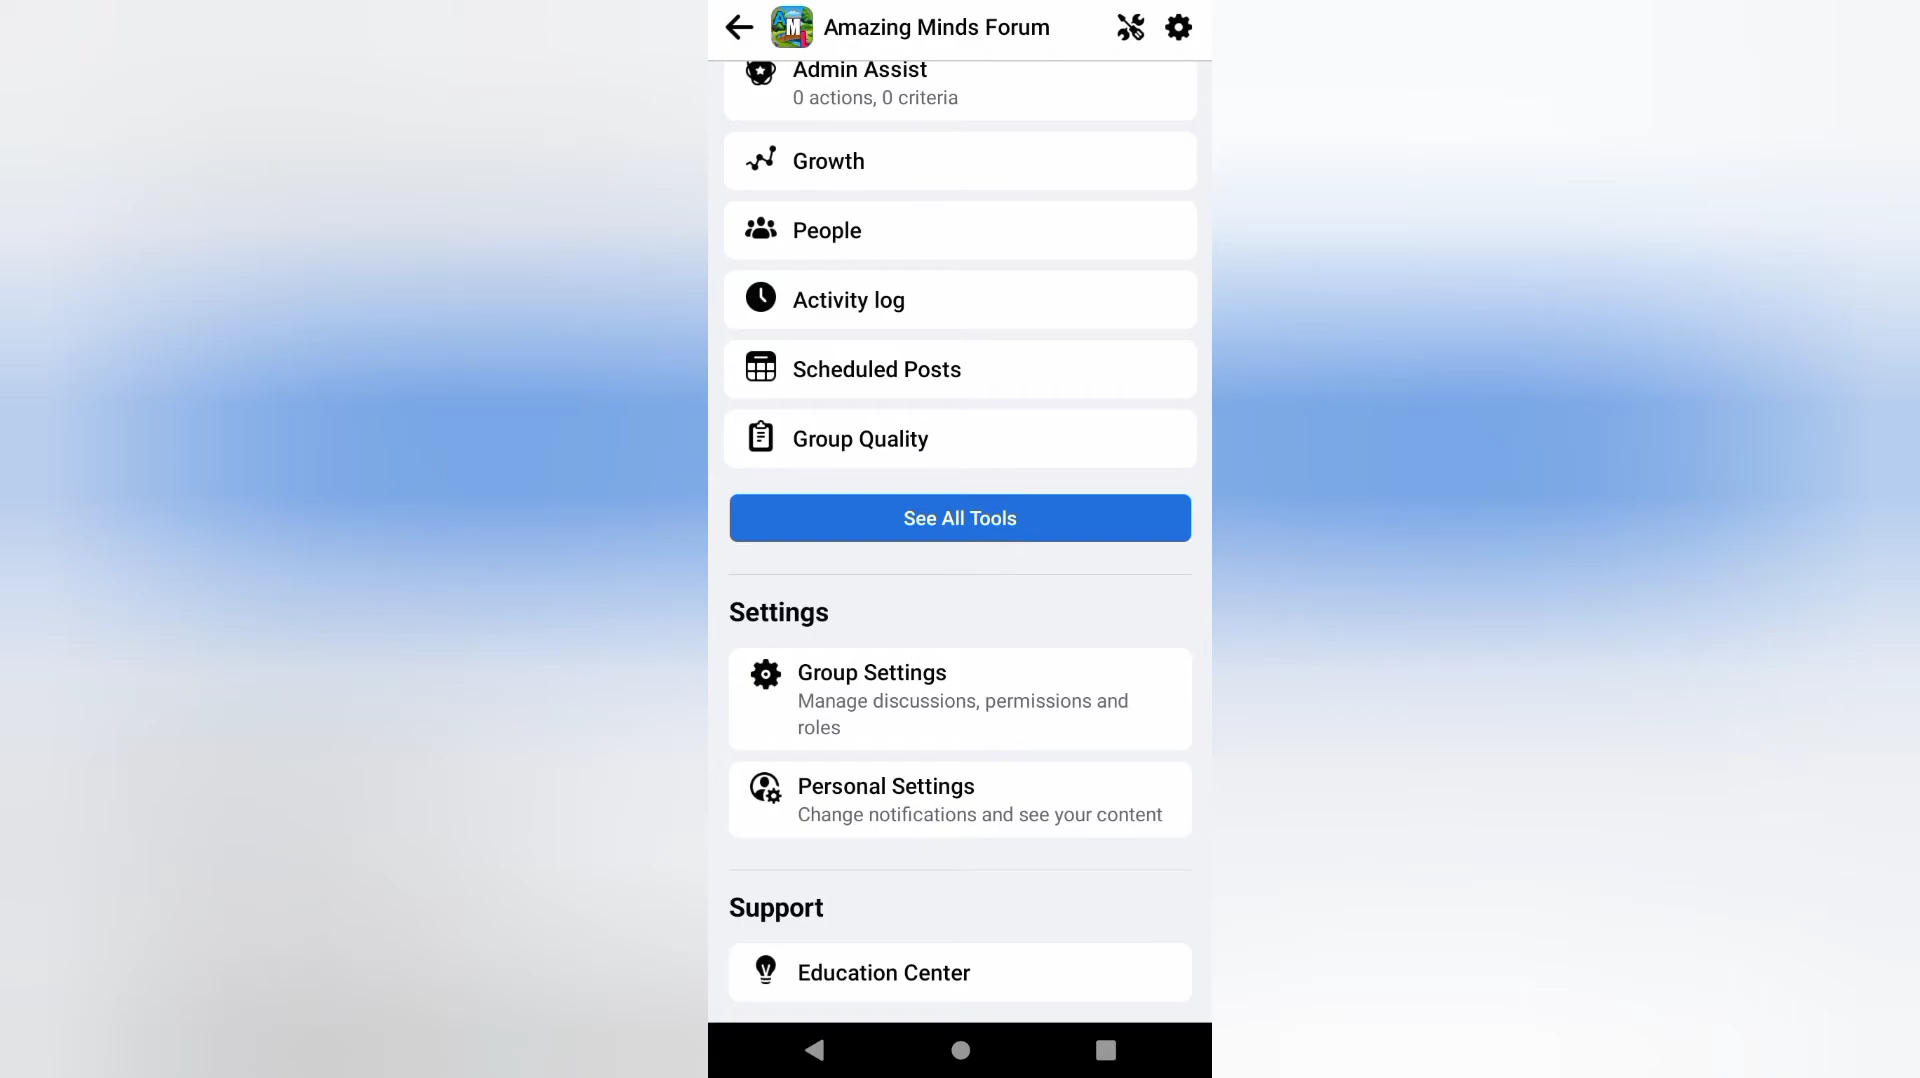 Amazing Minds Forum
Admin Assist
0 actions, 0 criteria
Growth
People
Activity log
Scheduled Posts
Group Quality
See All Tools
Settings
Group Settings
Manage discussions, permissions and
roles
Personal Settings
Change notifications and see your content
Support
Education Center